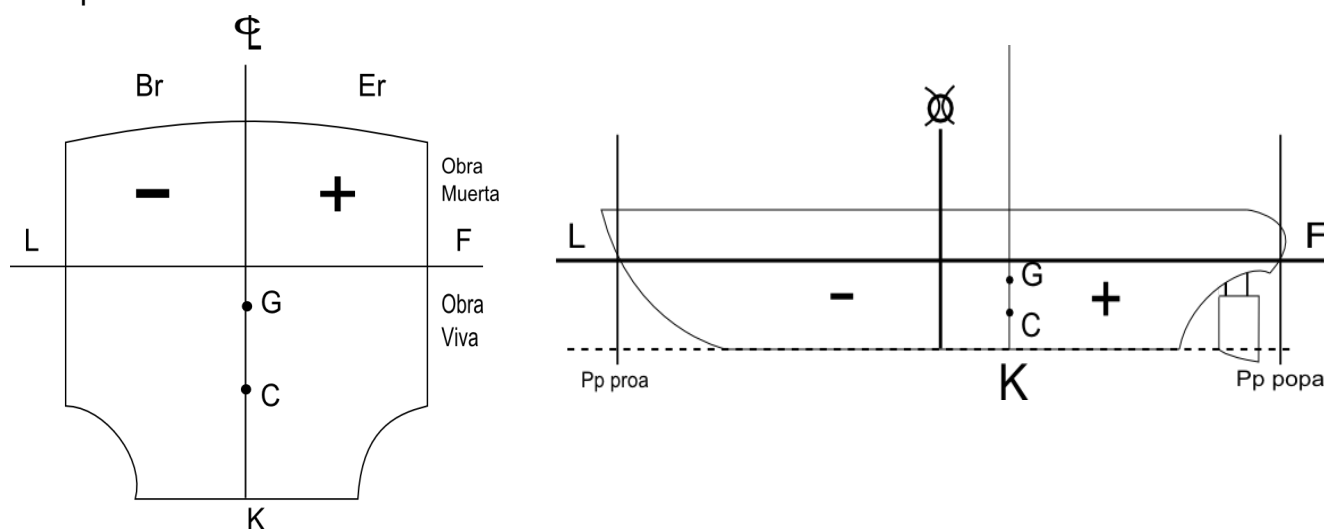 ℄
Br Er
Obra
Muerta
L F
G
Obra
Viva
C
K
L F
G
C
Pp proa
K
Pp popa